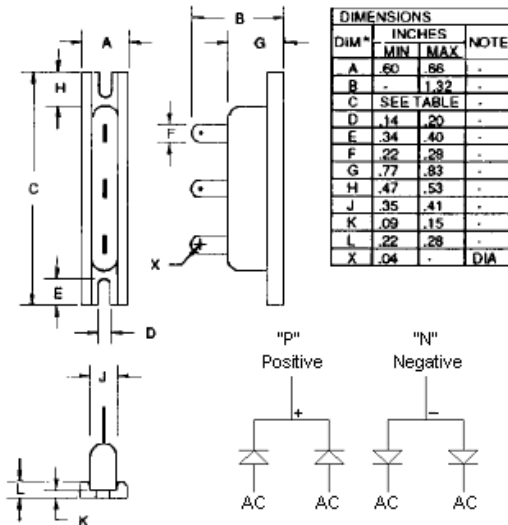 A
B
G
H
F
C
X
E
D
J
L
K
DIMENSIONS
DIM* INCHES NOTE
MIN MAX
A .60 .66 -
B - 1.32 -
C SEE TABLE -
D .14 .20 -
E .34 .40 -
F .22 .28 -
G .77 .83 -
H .47 .53 -
J .35 .41 -
K .09 .15 -
L .22 .28 -
X .04 - DIA
"P" "N"
Positive Negative
+ −
AC AC AC AC